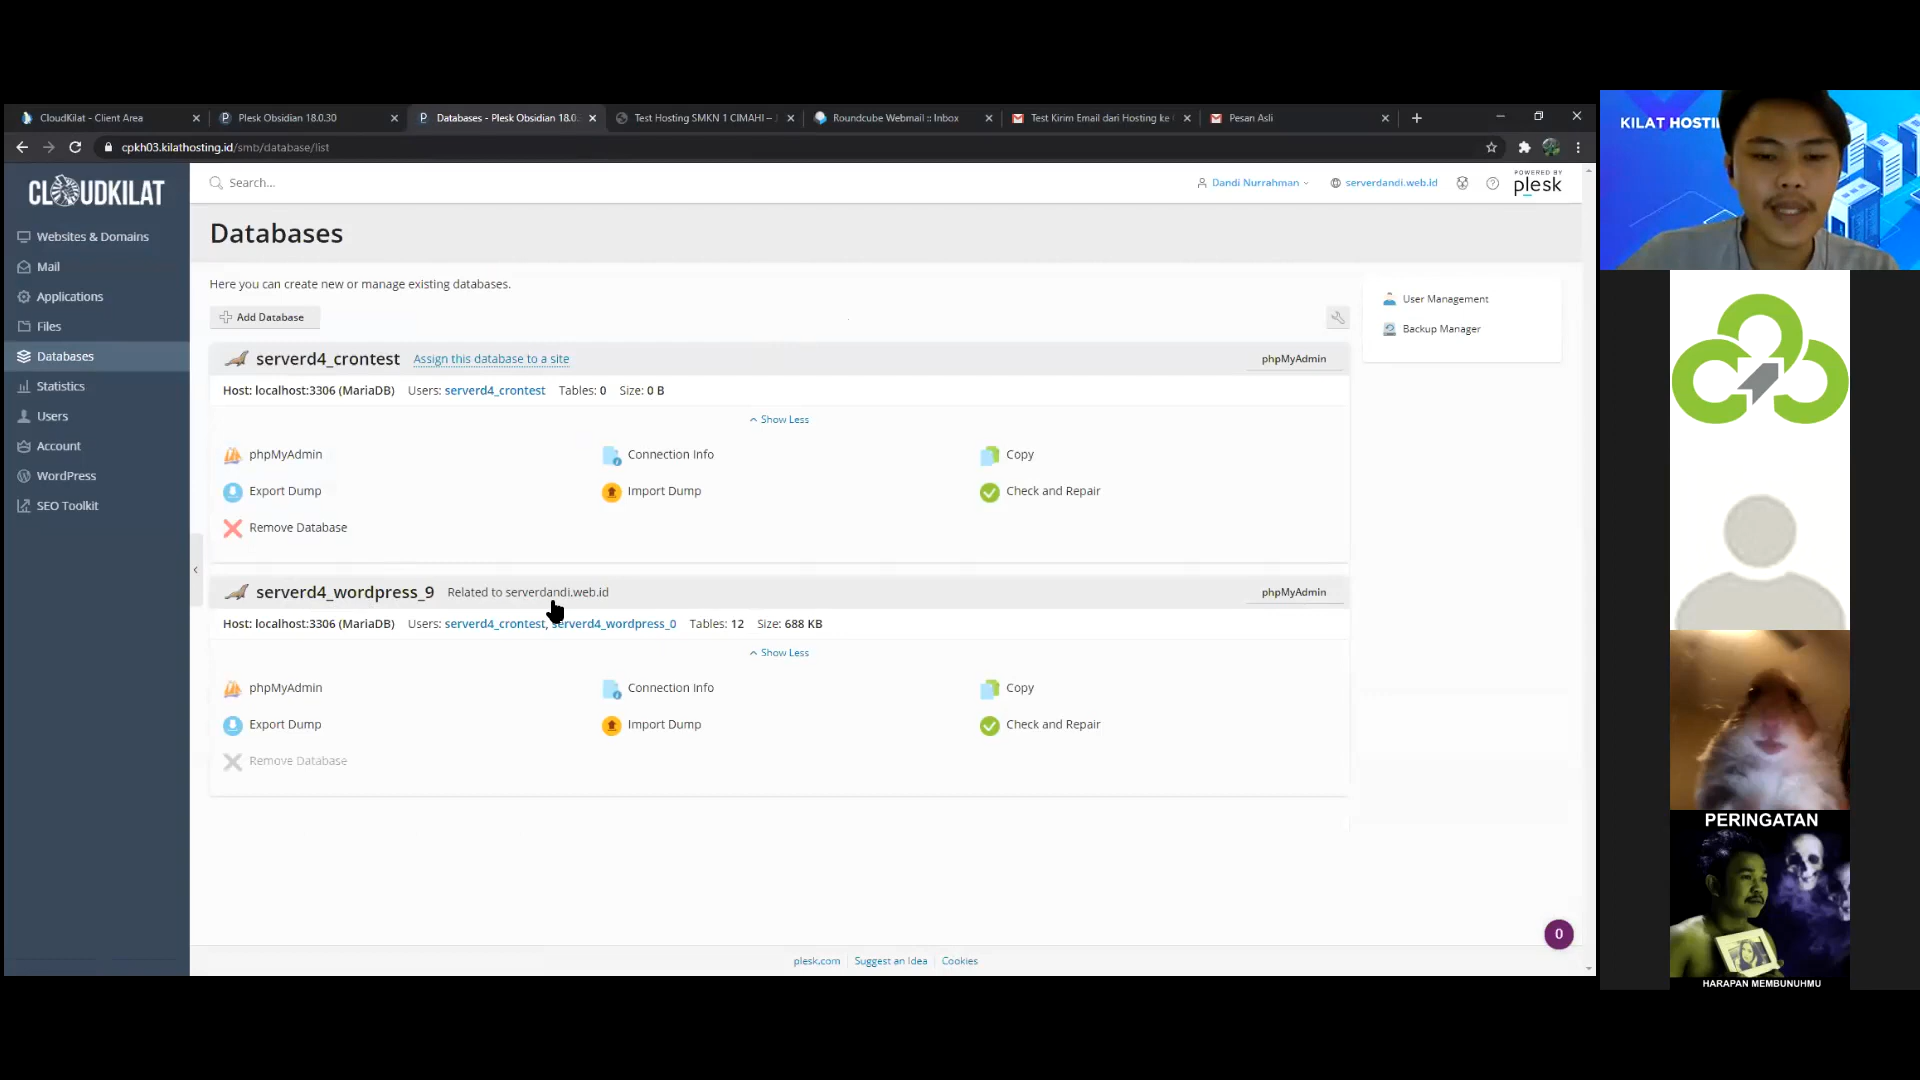 CloudKilat - Client Area
Plesk Obsidian 18.0.30
Databases - Plesk Obsidian 18.0.
Test Hosting SMKN 1 CIMAHI –
Roundcube Webmail :: Inbox
Test Kirim Email dari Hosting ke
Pesan Asli
cpkh03.kilathosting.id/smb/database/list
CLOUDKILAT
Search...
Dandi Nurrahman
serverdandi.web.id
POWERED BY
plesk
Websites & Domains
Mail
Applications
Files
Databases
Statistics
Users
Account
WordPress
SEO Toolkit
Databases
Here you can create new or manage existing databases.
Add Database
User Management
Backup Manager
serverd4_crontest Assign this database to a site phpMyAdmin
Host: localhost:3306 (MariaDB) Users: serverd4_crontest Tables: 0 Size: 0 B
Show Less
phpMyAdmin Connection Info Copy
Export Dump Import Dump Check and Repair
Remove Database
serverd4_wordpress_9 Related to serverdandi.web.id phpMyAdmin
Host: localhost:3306 (MariaDB) Users: serverd4_crontest, serverd4_wordpress_0 Tables: 12 Size: 688 KB
Show Less
phpMyAdmin Connection Info Copy
Export Dump Import Dump Check and Repair
Remove Database
0
plesk.com Suggest an Idea Cookies
KILAT HOSTI
PERINGATAN
HARAPAN MEMBUNUHMU